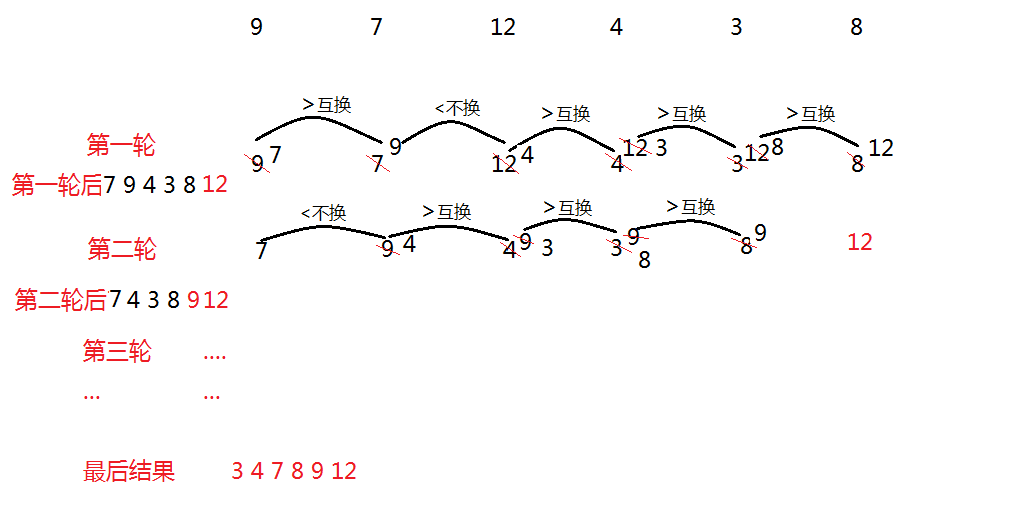 9 7 12 4 3 8
>互换 <不换 >互换 >互换 >互换
第一轮 9 7 7 9 12 4 4 12 3 3 12 8 8 12
第一轮后 7 9 4 3 8 12
<不换 >互换 >互换 >互换
第二轮 7 9 4 4 9 3 3 9 8 8 9 12
第二轮后 7 4 3 8 9 12
第三轮 ....
... ...
最后结果 3 4 7 8 9 12